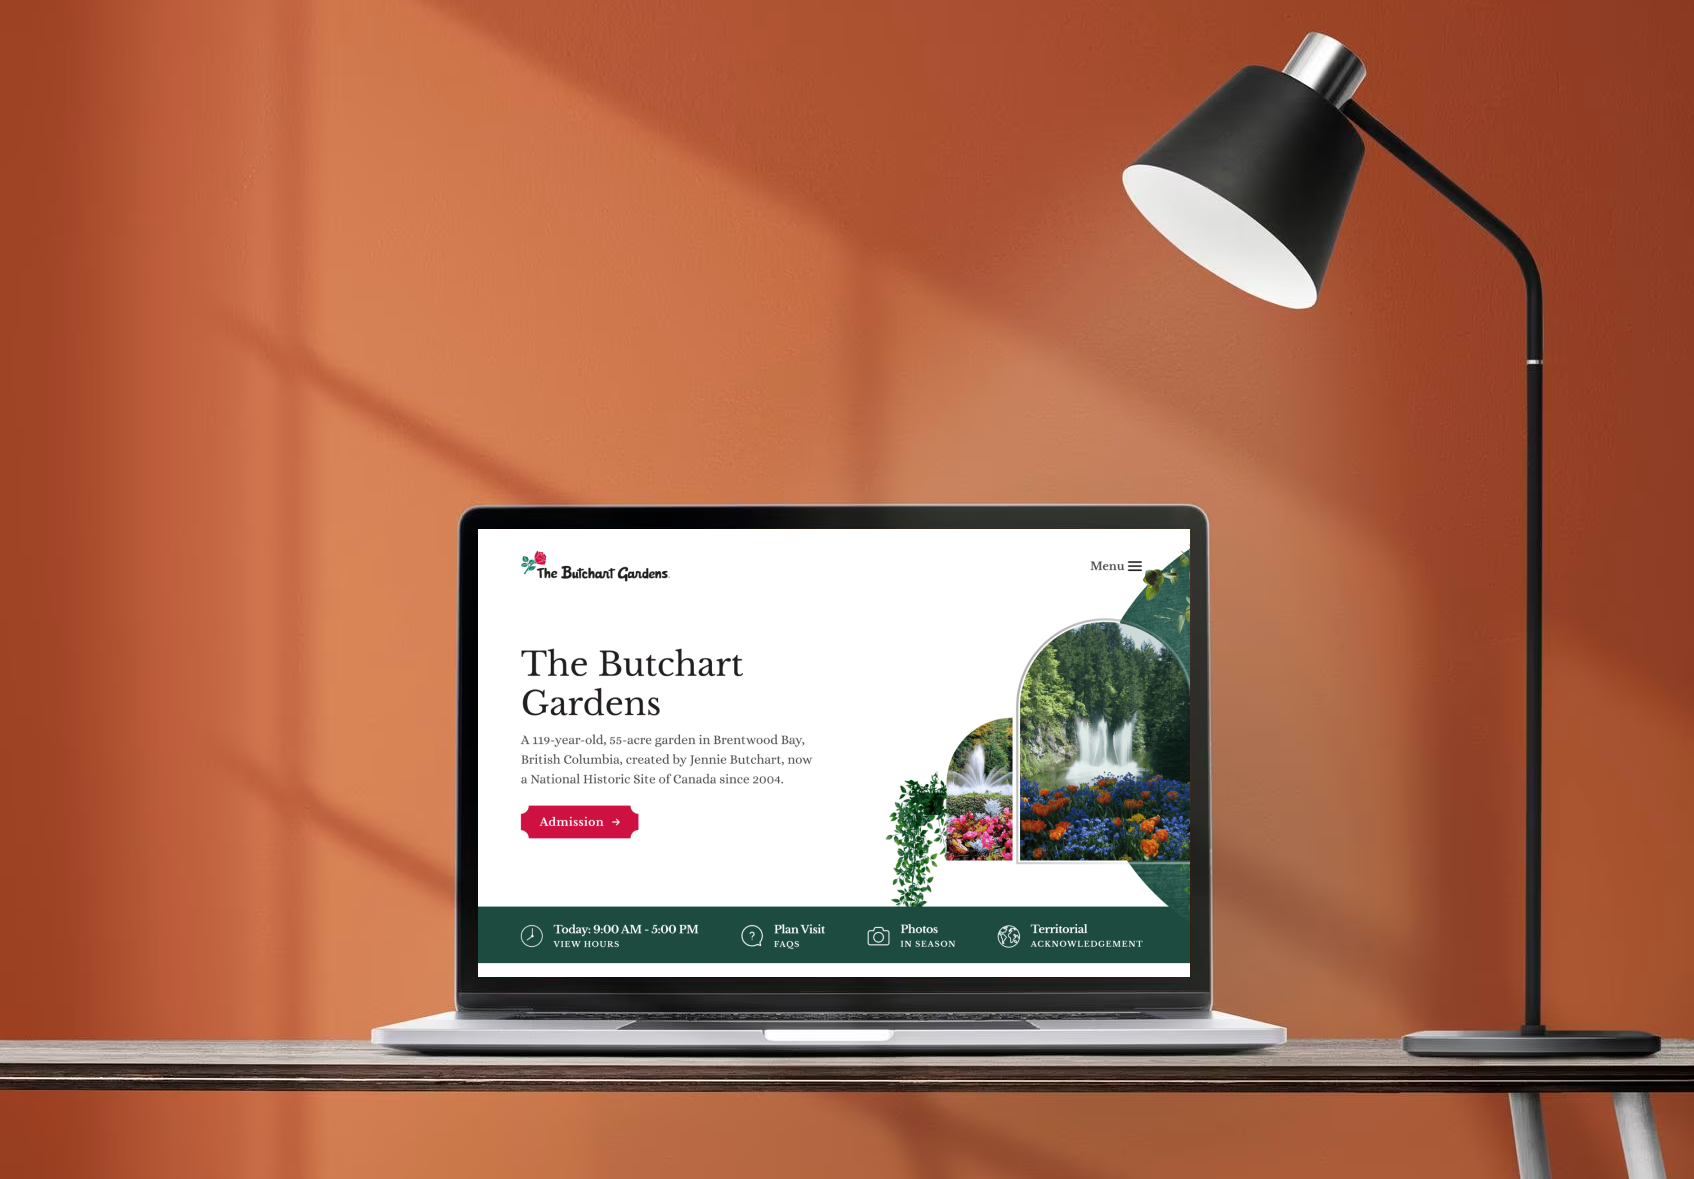 The Butchart Gardens
Menu
The Butchart
Gardens
A 119-year-old, 55-acre garden in Brentwood Bay,
British Columbia, created by Jennie Butchart, now
a National Historic Site of Canada since 2004.
Admission →
Today: 9:00 AM - 5:00 PM
VIEW HOURS
Plan Visit
FAQS
Photos
IN SEASON
Territorial
ACKNOWLEDGEMENT